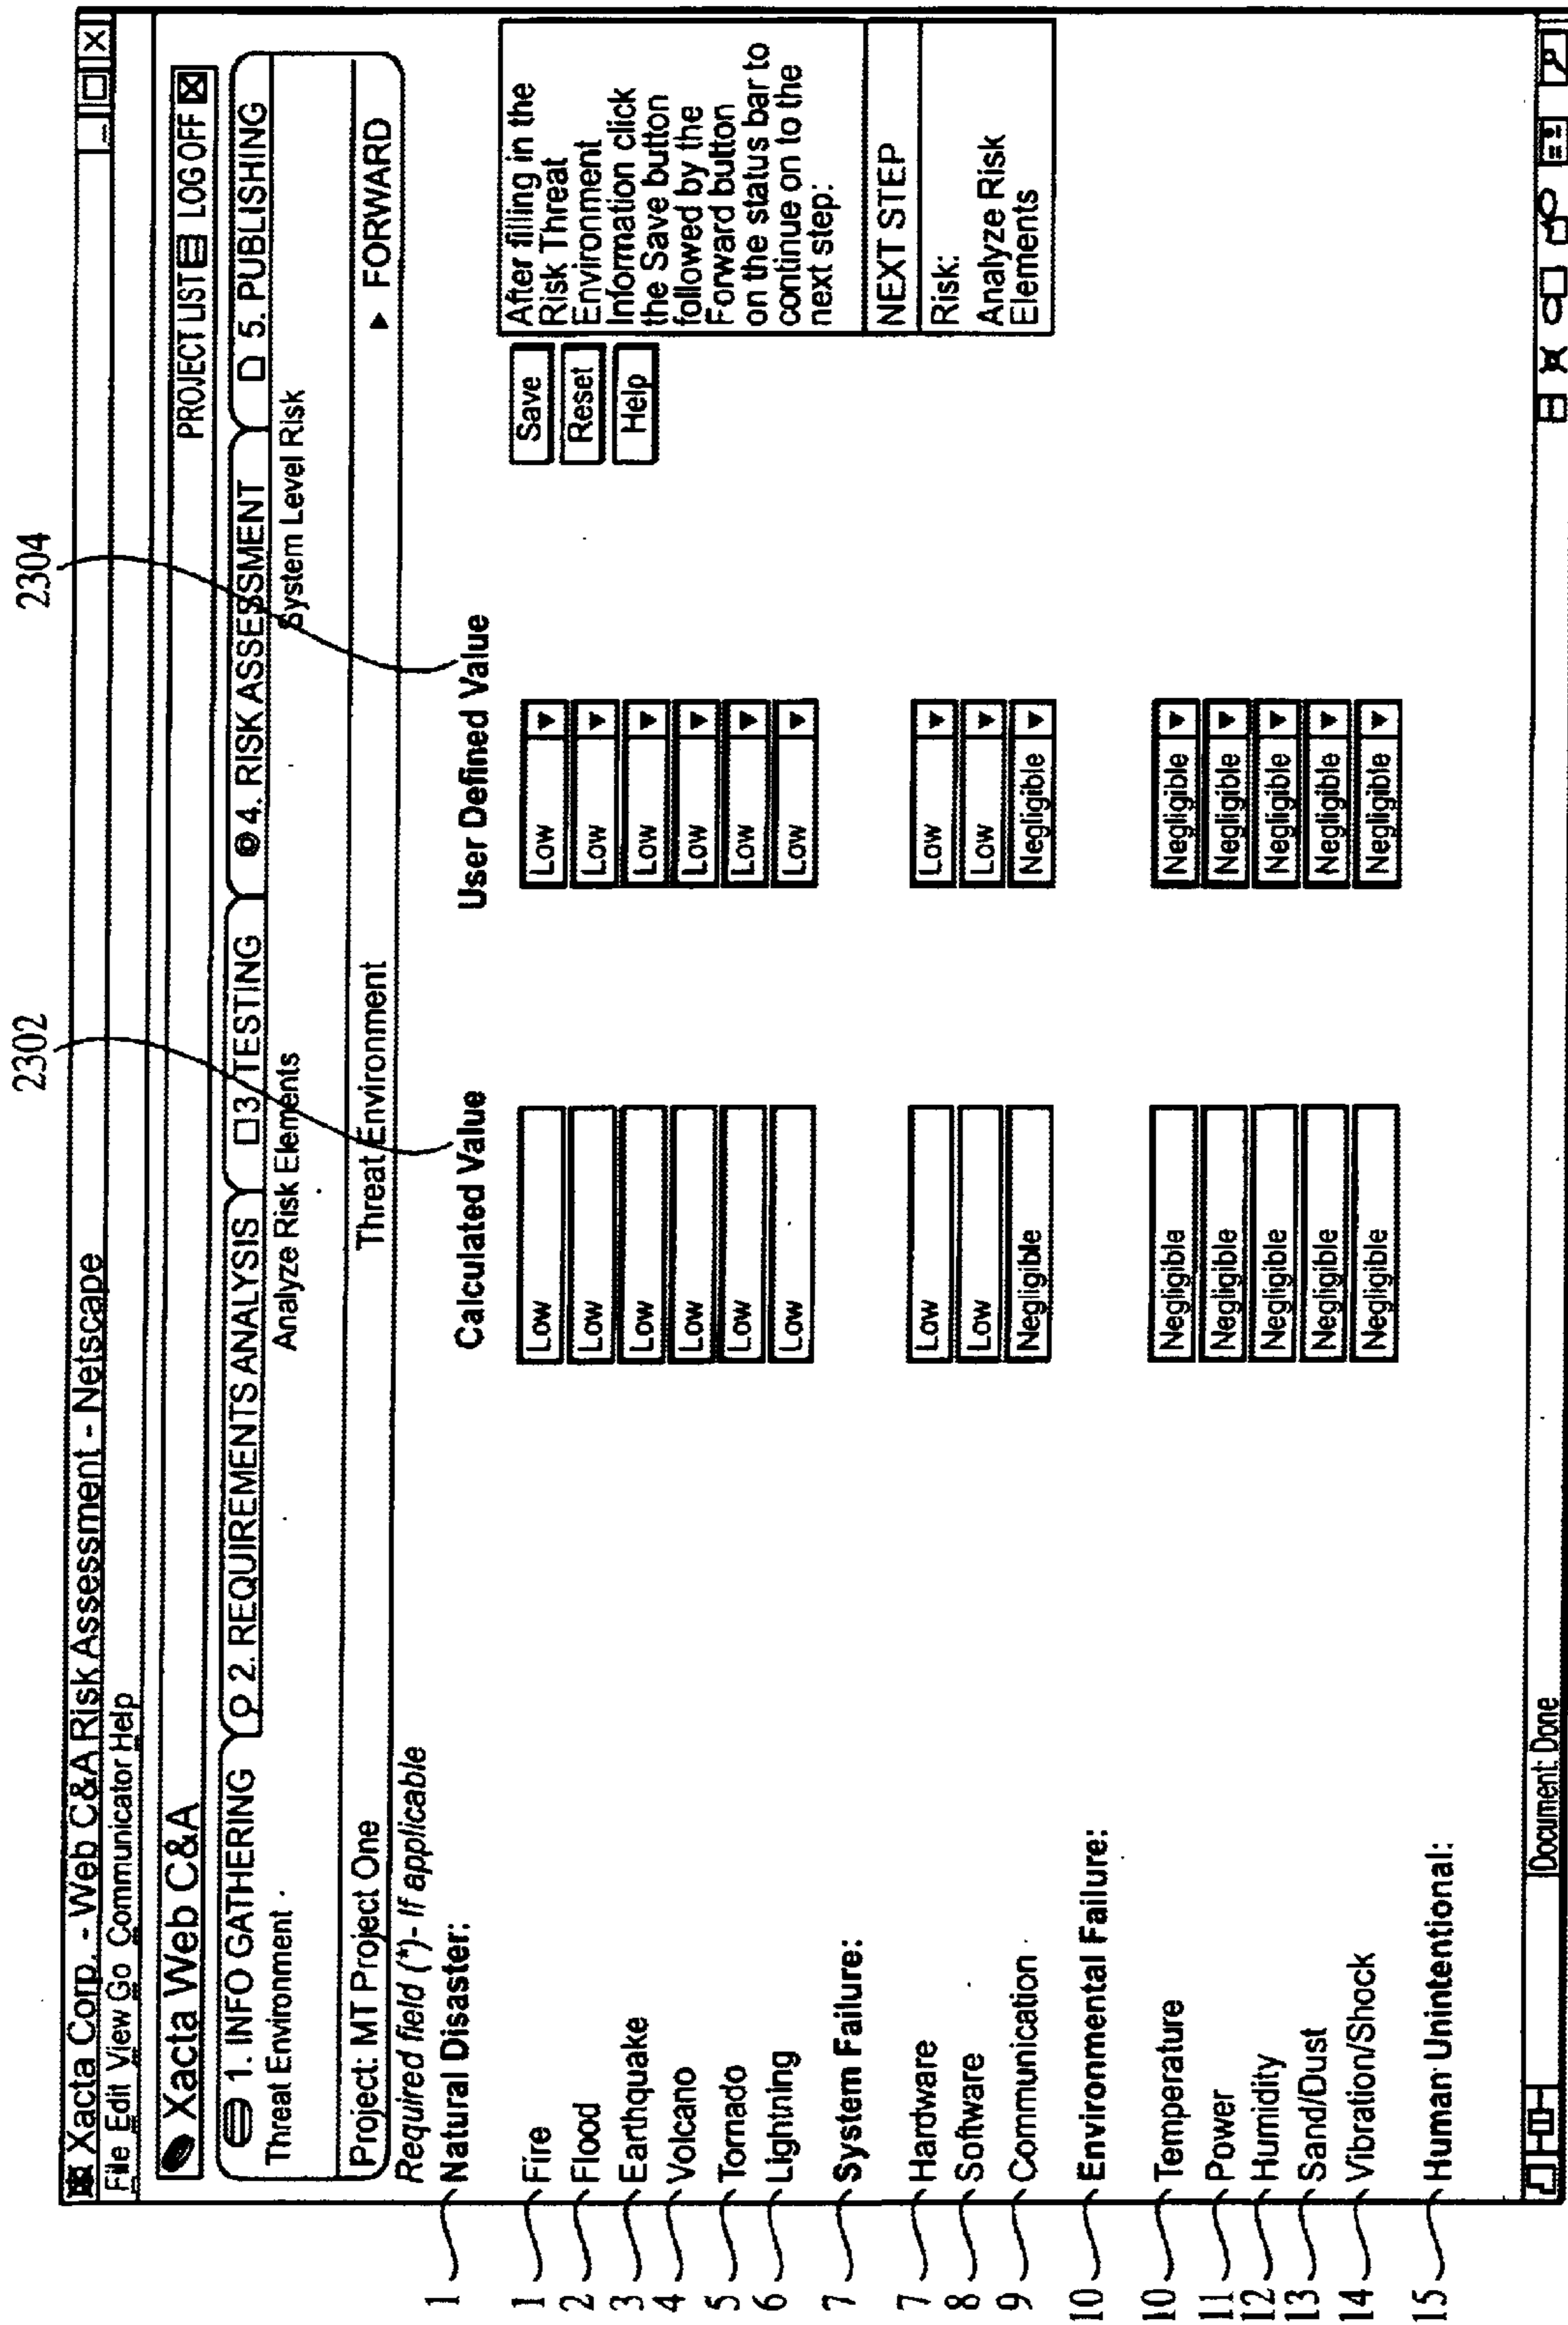 2302
2304
Xacta Corp. - Web C&A Risk Assessment - Netscape
File Edit View Go Communicator Help
Xacta Web C&A
PROJECT LIST LOG OFF
1. INFO GATHERING 2. REQUIREMENTS ANALYSIS 3. TESTING 4. RISK ASSESSMENT 5. PUBLISHING
Threat Environment Analyze Risk Elements System Level Risk
Project: MT Project One Threat Environment FORWARD
Required field (*)- If applicable
1 Natural Disaster: Calculated Value User Defined Value
1 Fire Low Low
2 Flood Low Low
3 Earthquake Low Low
4 Volcano Low Low
5 Tornado Low Low
6 Lightning Low Low
7 System Failure:
7 Hardware Low Low
8 Software Low Low
9 Communication Negligible Negligible
10 Environmental Failure:
10 Temperature Negligible Negligible
11 Power Negligible Negligible
12 Humidity Negligible Negligible
13 Sand/Dust Negligible Negligible
14 Vibration/Shock Negligible Negligible
15 Human Unintentional:
Save
Reset
Help
After filling in the
Risk Threat
Environment
Information click
the Save button
followed by the
Forward button
on the status bar to
continue on to the
next step:
NEXT STEP
Risk:
Analyze Risk
Elements
Document: Done